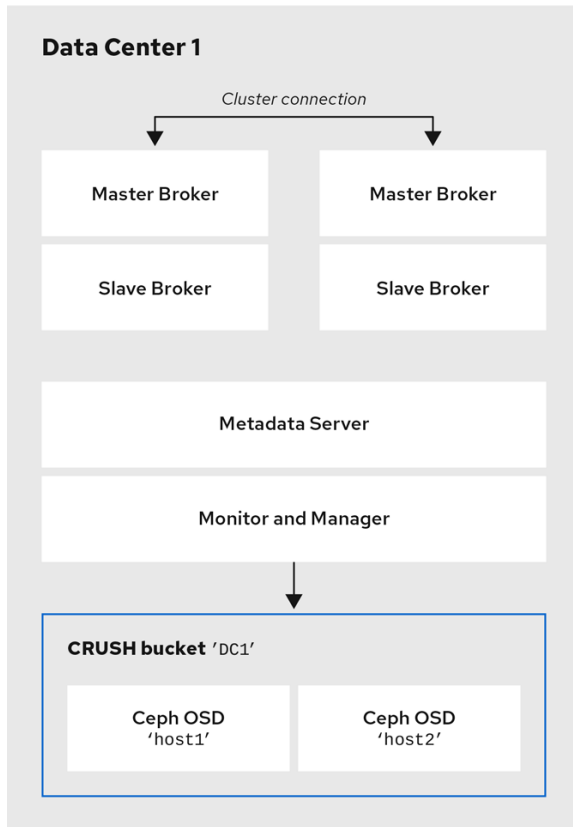 Data Center 1
Cluster connection
Master Broker
Master Broker
Slave Broker
Slave Broker
Metadata Server
Monitor and Manager
CRUSH bucket ’DC1’
Ceph OSD
‘host1’
Ceph OSD
‘host2’